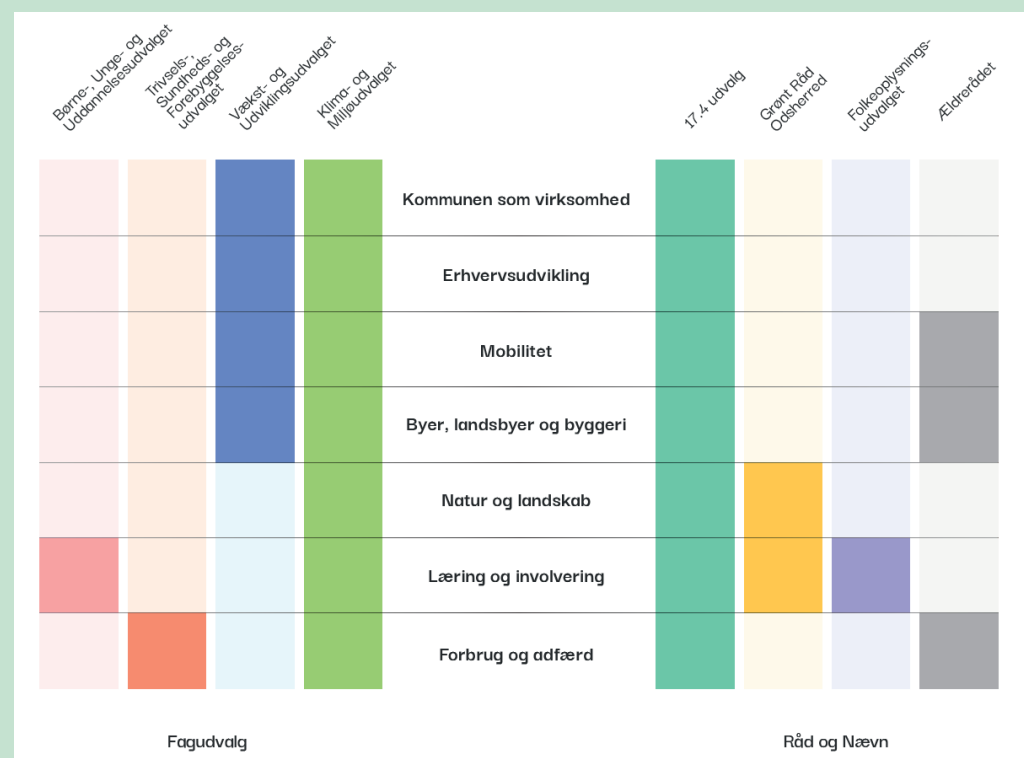 Børne-, Unge- og
Uddannelsesudvalget
Trivsels-,
Sundheds- og
Forebyggelses-
udvalget
Vækst- og
Udviklingsudvalget
Klima- og
Miljøudvalget
17.4 udvalg
Grønt Råd
Odsherred
Folkeoplysnings-
udvalget
Ældrerådet
Kommunen som virksomhed
Erhvervsudvikling
Mobilitet
Byer, landsbyer og byggeri
Natur og landskab
Læring og involvering
Forbrug og adfærd
Fagudvalg
Råd og Nævn